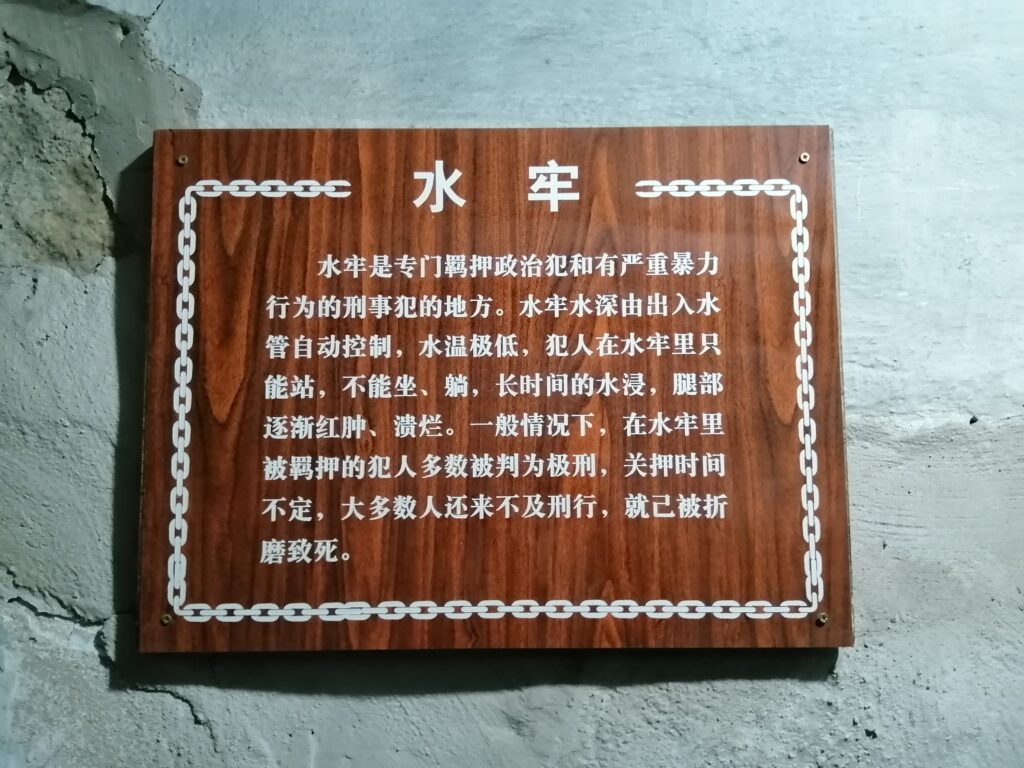 水牢
水牢是专门羁押政治犯和有严重暴力
行为的刑事犯的地方。水牢水深由出入水
管自动控制，水温极低，犯人在水牢里只
能站，不能坐、躺，长时间的水浸，腿部
逐渐红肿、溃烂。一般情况下，在水牢里
被羁押的犯人多数被判为极刑，关押时间
不定，大多数人还来不及刑行，就己被折
磨致死。